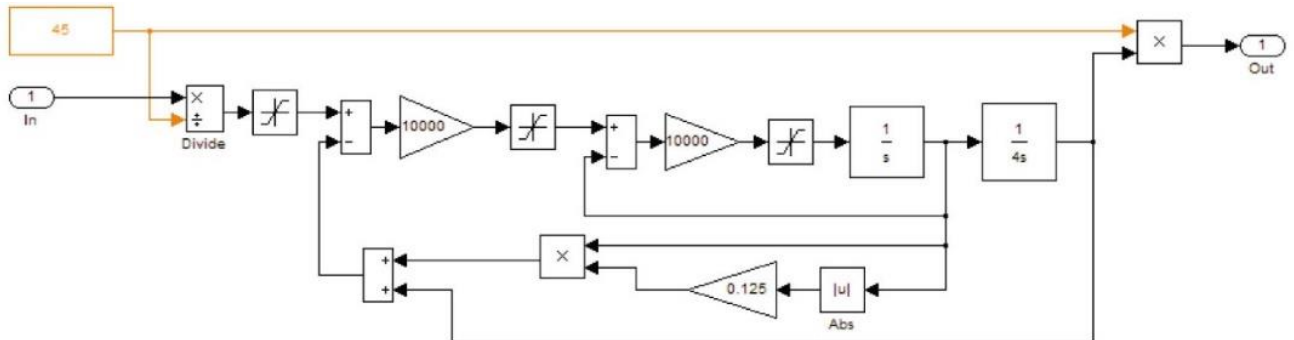 45
1
In
×
÷
Divide
+
−
10000
+
−
10000
1
s
1
4s
×
1
Out
+
+
×
0.125
|u|
Abs